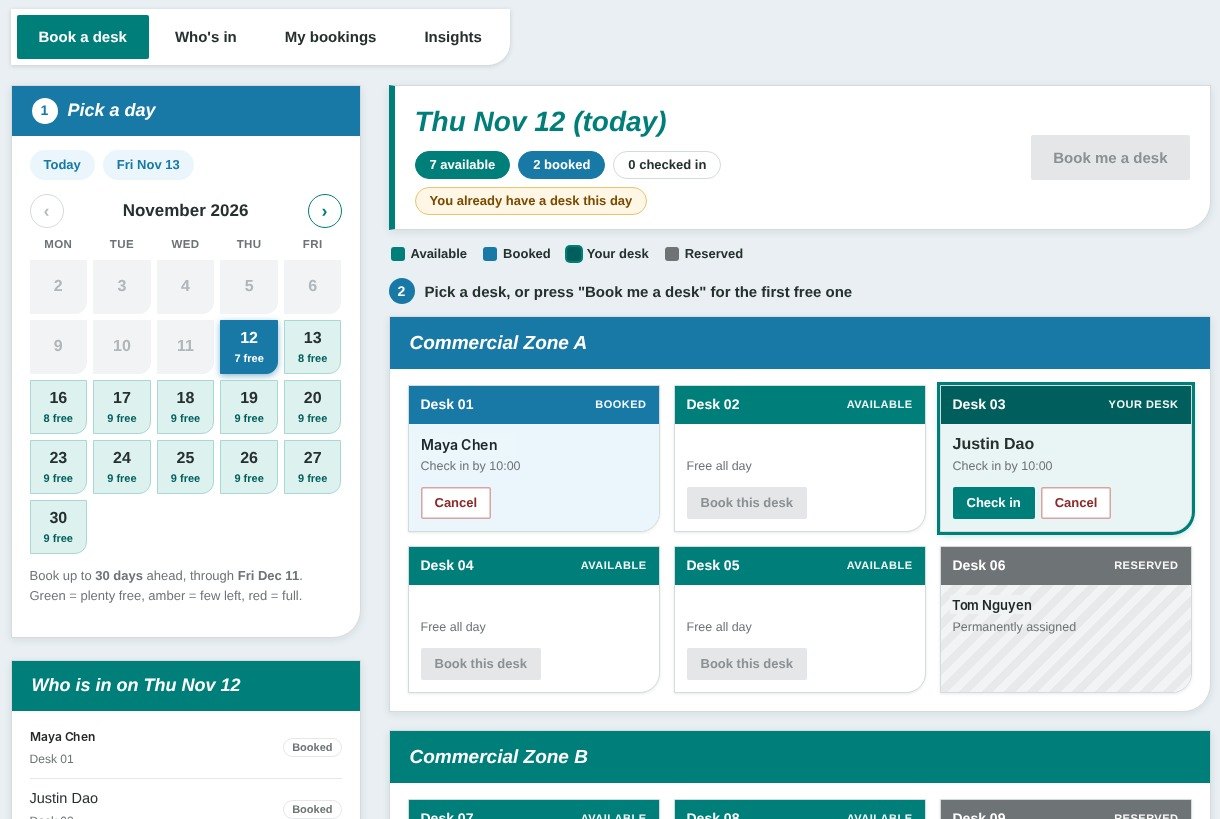 Book a desk Who's in My bookings Insights
1 Pick a day
Today Fri Nov 13
‹ November 2026 ›
MON TUE WED THU FRI
2 3 4 5 6
9 10 11 12 13
7 free 8 free
16 17 18 19 20
8 free 9 free 9 free 9 free 9 free
23 24 25 26 27
9 free 9 free 9 free 9 free 9 free
30
9 free
Book up to 30 days ahead, through Fri Dec 11.
Green = plenty free, amber = few left, red = full.
Who is in on Thu Nov 12
Maya Chen
Desk 01
Booked
Justin Dao
Booked
Thu Nov 12 (today)
7 available 2 booked 0 checked in
You already have a desk this day
Book me a desk
Available Booked Your desk Reserved
2 Pick a desk, or press "Book me a desk" for the first free one
Commercial Zone A
Desk 01 BOOKED
Maya Chen
Check in by 10:00
Cancel
Desk 02 AVAILABLE
Free all day
Book this desk
Desk 03 YOUR DESK
Justin Dao
Check in by 10:00
Check in Cancel
Desk 04 AVAILABLE
Free all day
Book this desk
Desk 05 AVAILABLE
Free all day
Book this desk
Desk 06 RESERVED
Tom Nguyen
Permanently assigned
Commercial Zone B
Desk 07 AVAILABLE
Desk 08 AVAILABLE
Desk 09 RESERVED